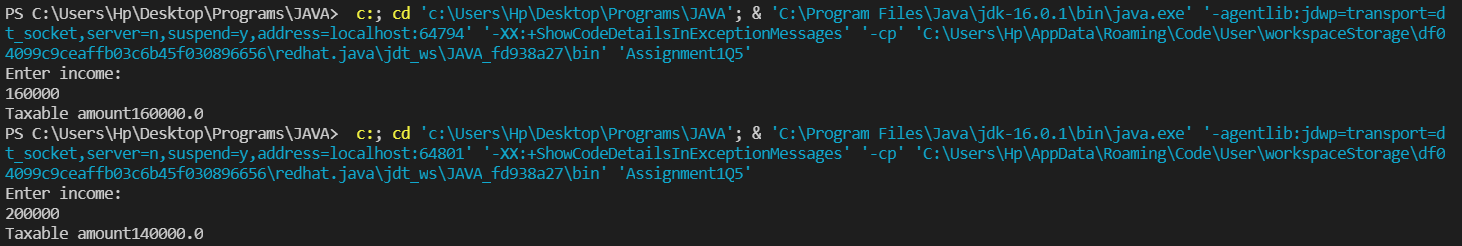 PS C:\Users\Hp\Desktop\Programs\JAVA>  c:; cd 'c:\Users\Hp\Desktop\Programs\JAVA'; & 'C:\Program Files\Java\jdk-16.0.1\bin\java.exe' '-agentlib:jdwp=transport=d
t_socket,server=n,suspend=y,address=localhost:64794' '-XX:+ShowCodeDetailsInExceptionMessages' '-cp' 'C:\Users\Hp\AppData\Roaming\Code\User\workspaceStorage\df0
4099c9ceaffb03c6b45f030896656\redhat.java\jdt_ws\JAVA_fd938a27\bin' 'Assignment1Q5'
Enter income:
160000
Taxable amount160000.0
PS C:\Users\Hp\Desktop\Programs\JAVA>  c:; cd 'c:\Users\Hp\Desktop\Programs\JAVA'; & 'C:\Program Files\Java\jdk-16.0.1\bin\java.exe' '-agentlib:jdwp=transport=d
t_socket,server=n,suspend=y,address=localhost:64801' '-XX:+ShowCodeDetailsInExceptionMessages' '-cp' 'C:\Users\Hp\AppData\Roaming\Code\User\workspaceStorage\df0
4099c9ceaffb03c6b45f030896656\redhat.java\jdt_ws\JAVA_fd938a27\bin' 'Assignment1Q5'
Enter income:
200000
Taxable amount140000.0